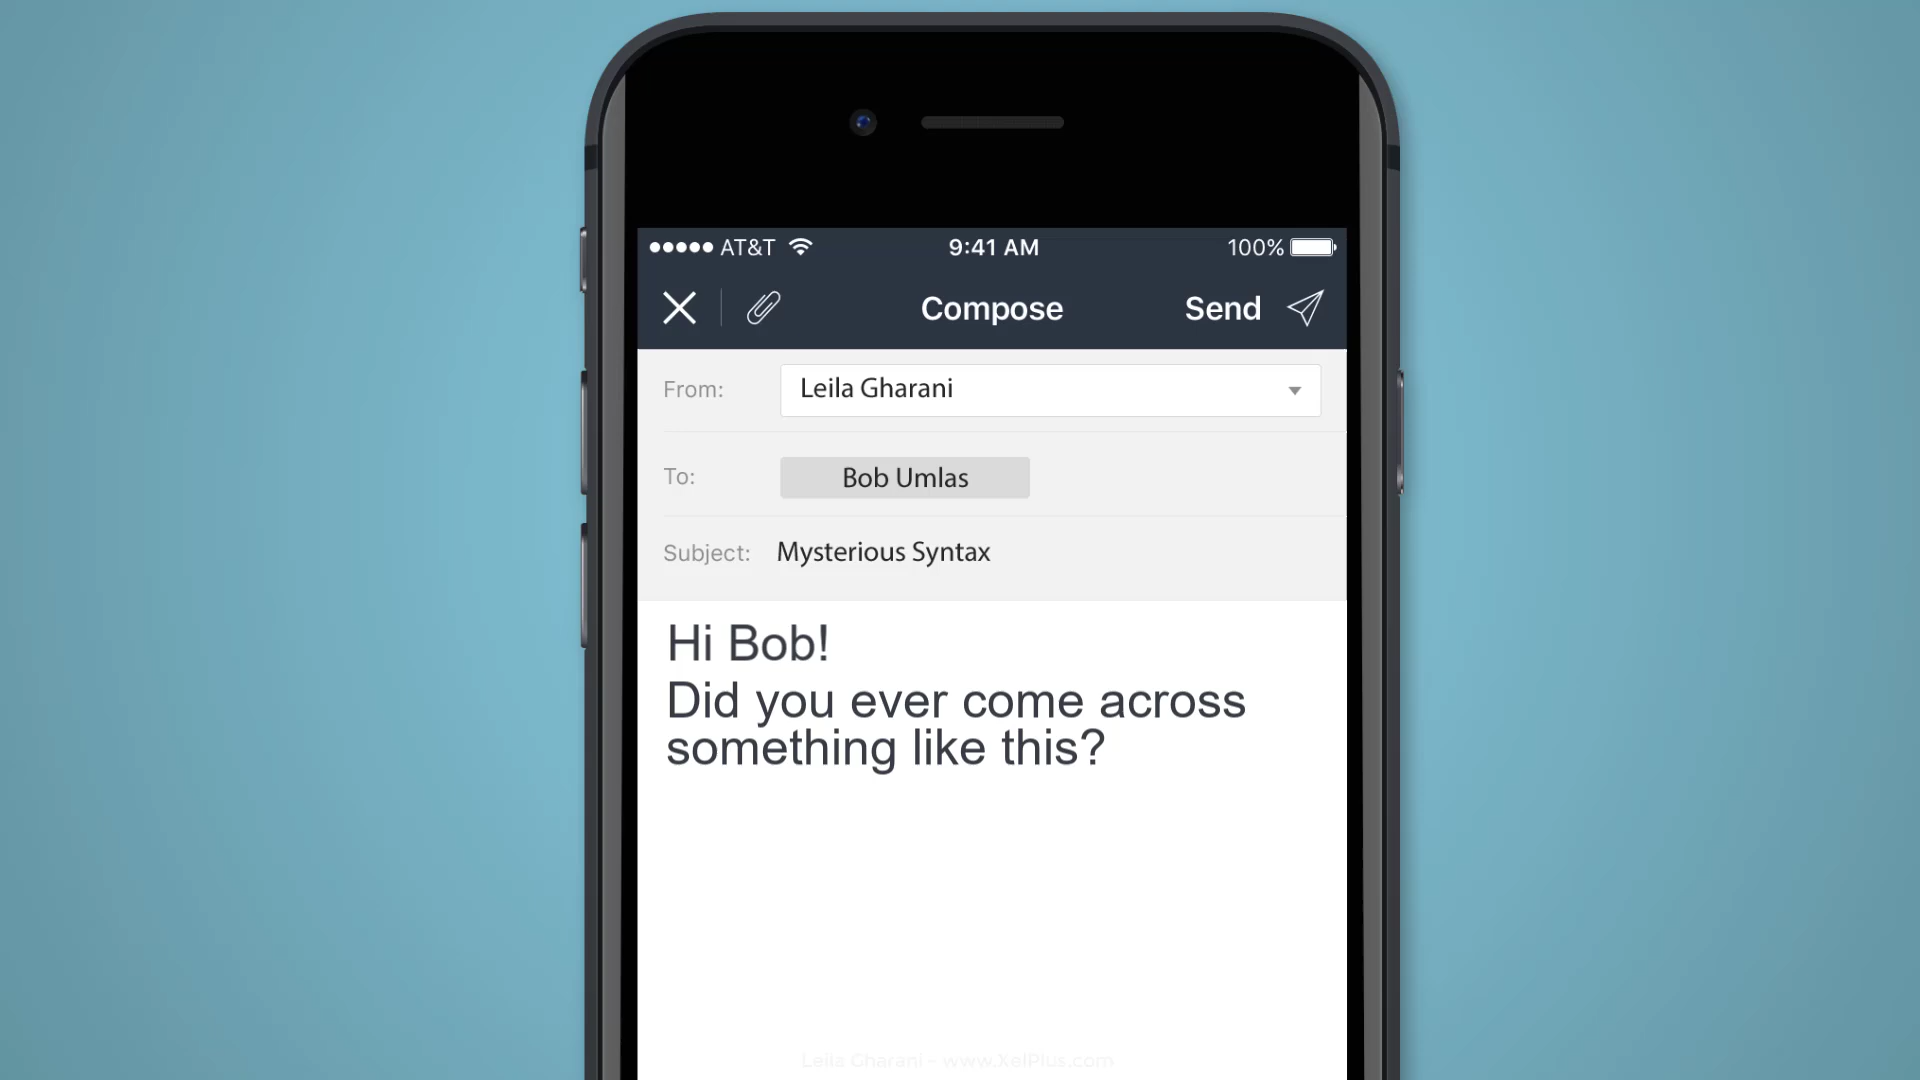 AT&T 9:41 AM 100%
Compose Send
From: Leila Gharani
To: Bob Umlas
Subject: Mysterious Syntax
Hi Bob!
Did you ever come across
something like this?
Leila Gharani - www.XelPlus.com